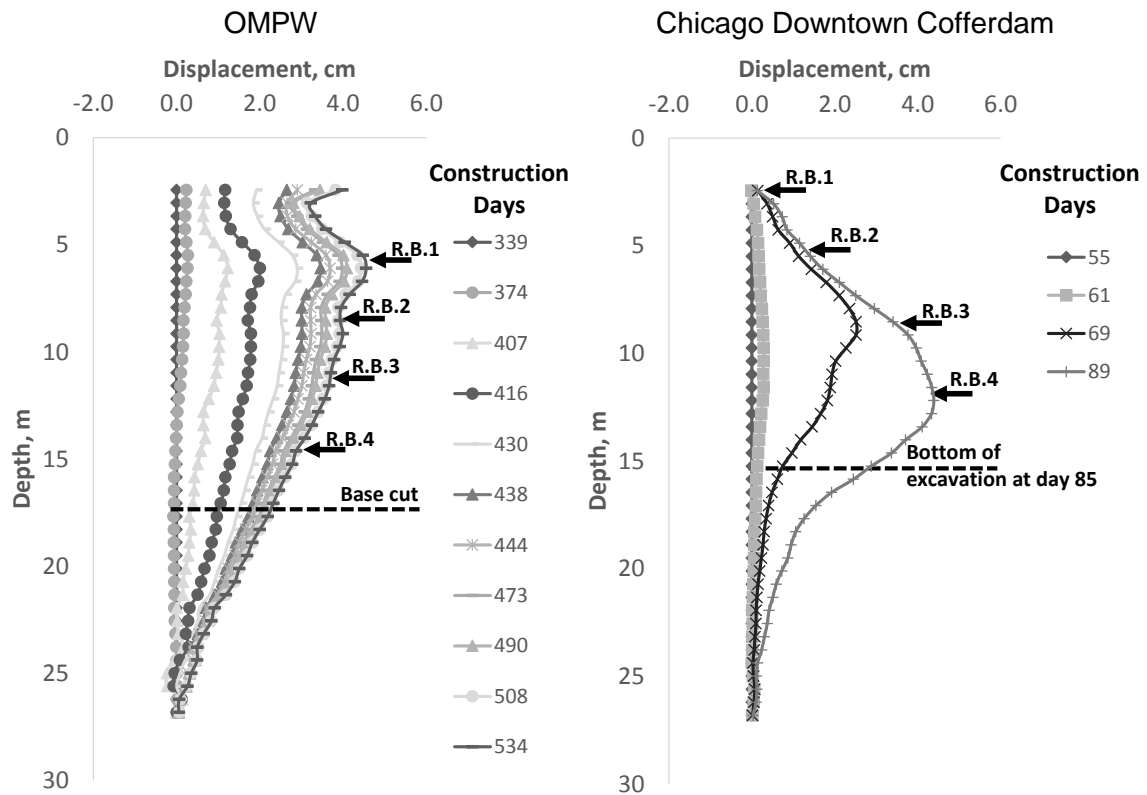 OMPW
Displacement, cm
-2.0 0.0 2.0 4.0 6.0
0
5
10
15
20
25
30
Depth, m
R.B.1
R.B.2
R.B.3
R.B.4
Base cut
Construction
Days
339
374
407
416
430
438
444
473
490
508
534
Chicago Downtown Cofferdam
Displacement, cm
-2.0 0.0 2.0 4.0 6.0
0
5
10
15
20
25
30
Depth, m
R.B.1
R.B.2
R.B.3
R.B.4
Bottom of
excavation at day 85
Construction
Days
55
61
69
89